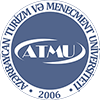 AZƏRBAYCAN TURİZM VƏ MENECMENT UNİVERSİTETİ
ATMU
• 2006 •